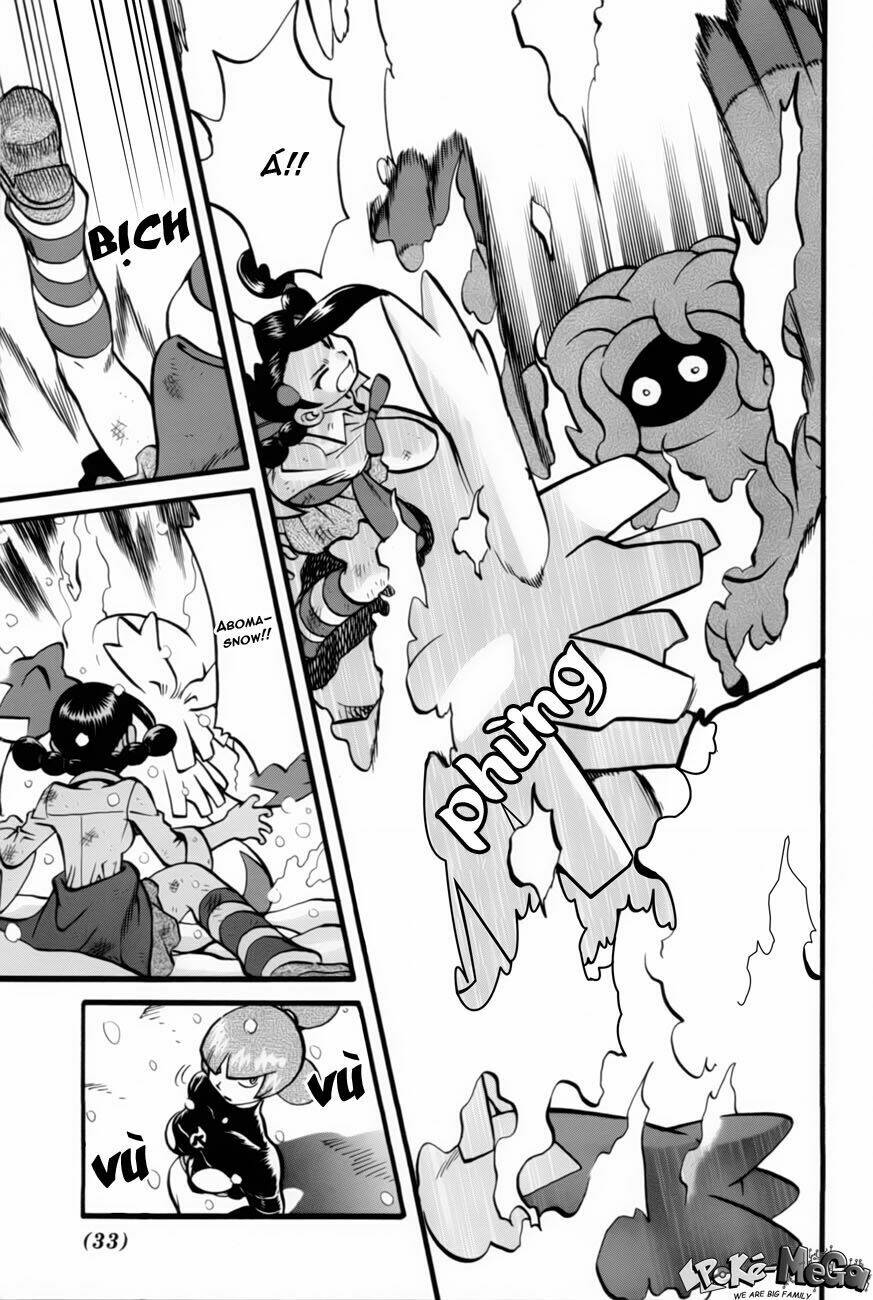 Á!!
phừng
BỊCH
ABOMA-
SNOW!!
VÙ
VÙ
(33)
POKé-MEGA
WE ARE BIG FAMILY